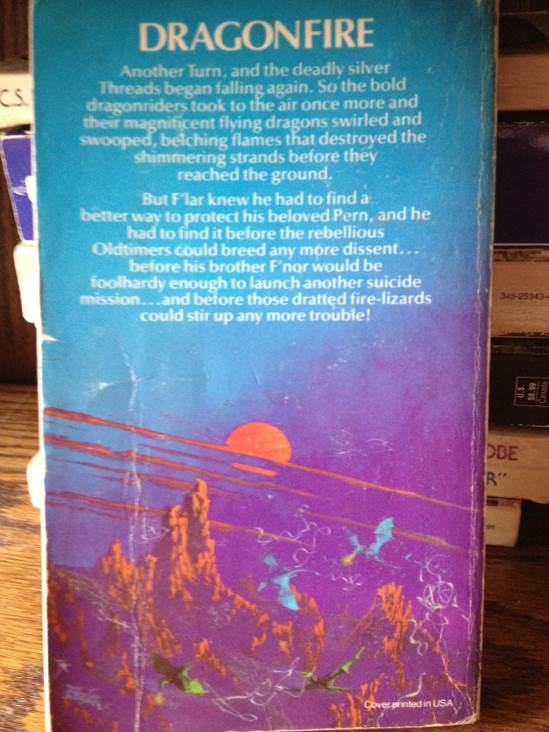 DRAGONFIRE
Another Turn, and the deadly silver
Threads began falling again. So the bold
dragonriders took to the air once more and
their magnificent flying dragons swirled and
swooped, belching flames that destroyed the
shimmering strands before they
reached the ground.
But F'lar knew he had to find a
better way to protect his beloved Pern, and he
had to find it before the rebellious
Oldtimers could breed any more dissent...
before his brother F'nor would be
foolhardy enough to launch another suicide
mission...and before those dratted fire-lizards
could stir up any more trouble!
Cover printed in USA
C.S.
345-25943-
U.S.
Canada
OBE
R"